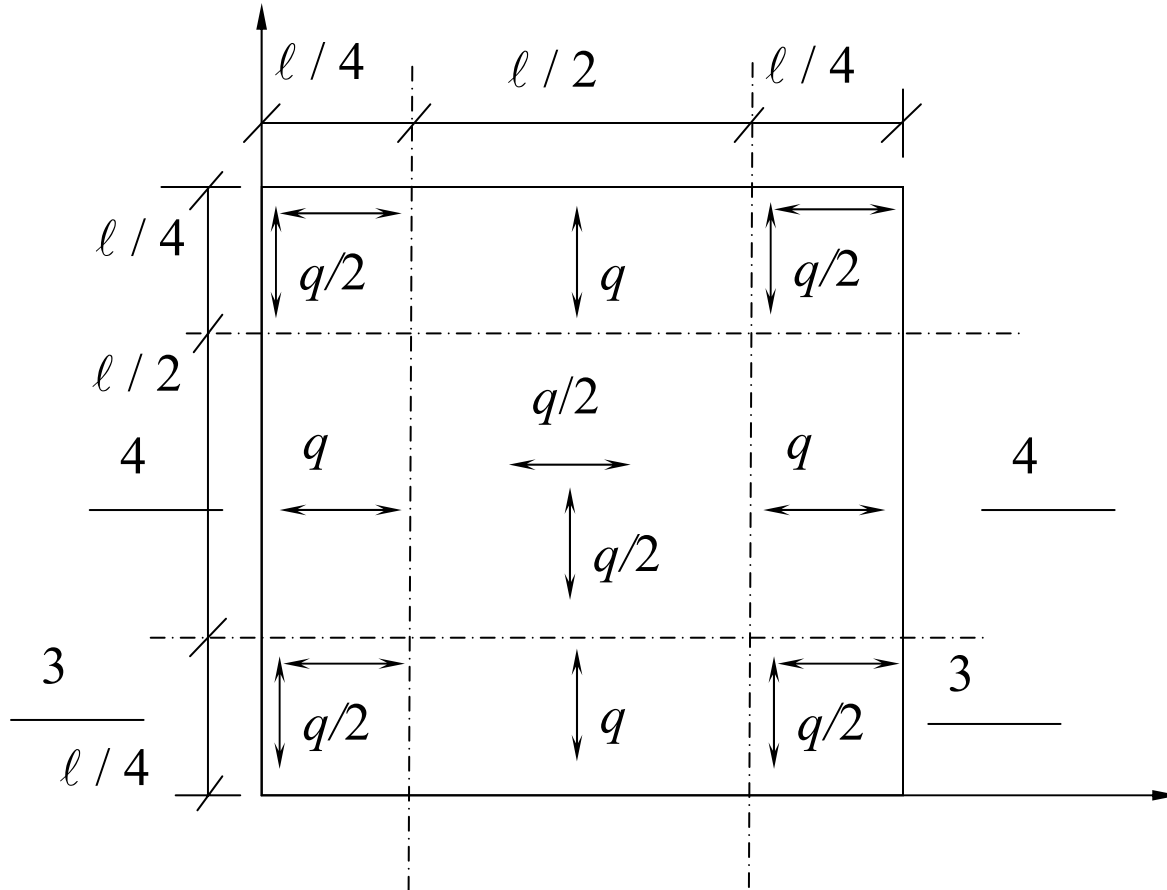 ℓ / 4 ℓ / 2 ℓ / 4
ℓ / 4
q/2 q q/2
ℓ / 2
q/2
4 q q 4
q/2
3 3
q/2 q q/2
ℓ / 4